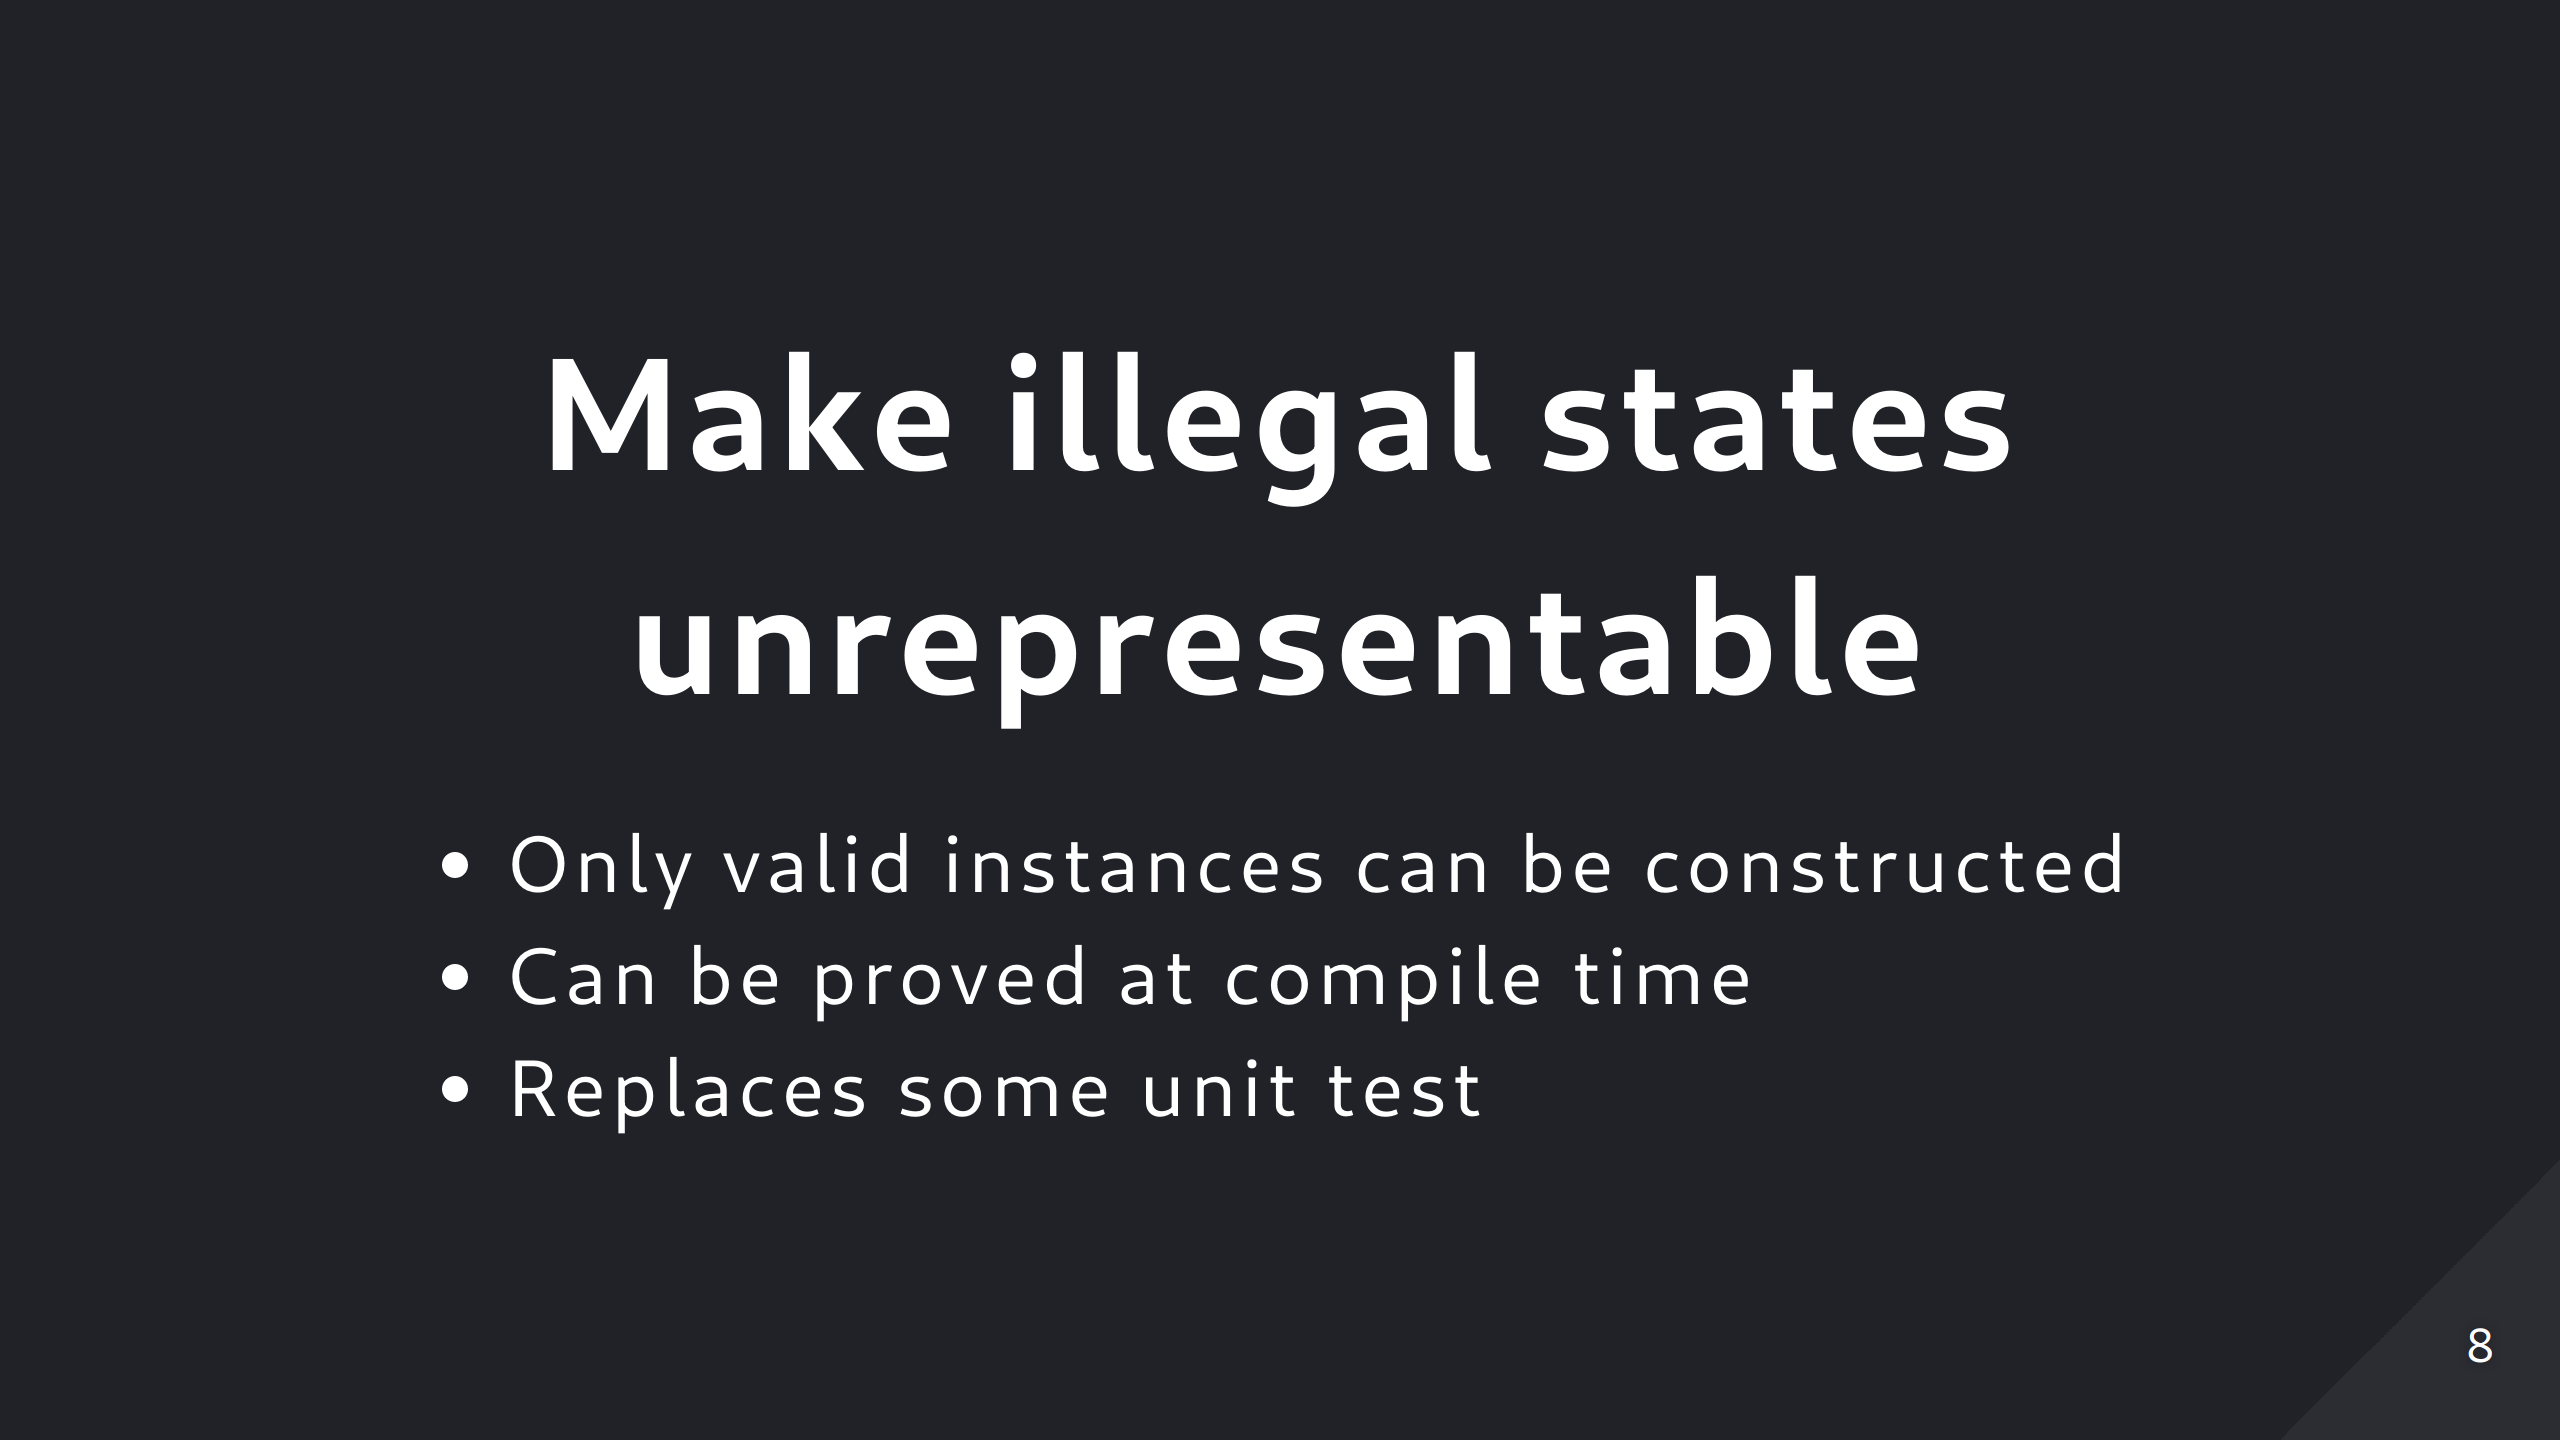 Make illegal states
unrepresentable
• Only valid instances can be constructed
• Can be proved at compile time
• Replaces some unit test
8